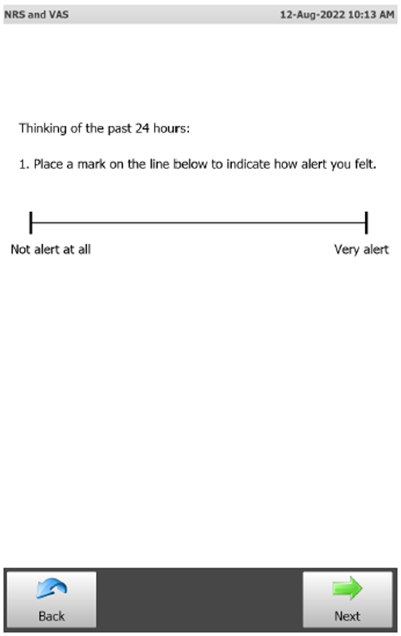 NRS and VAS 12-Aug-2022 10:13 AM
Thinking of the past 24 hours:
1. Place a mark on the line below to indicate how alert you felt.
Not alert at all Very alert
Back Next